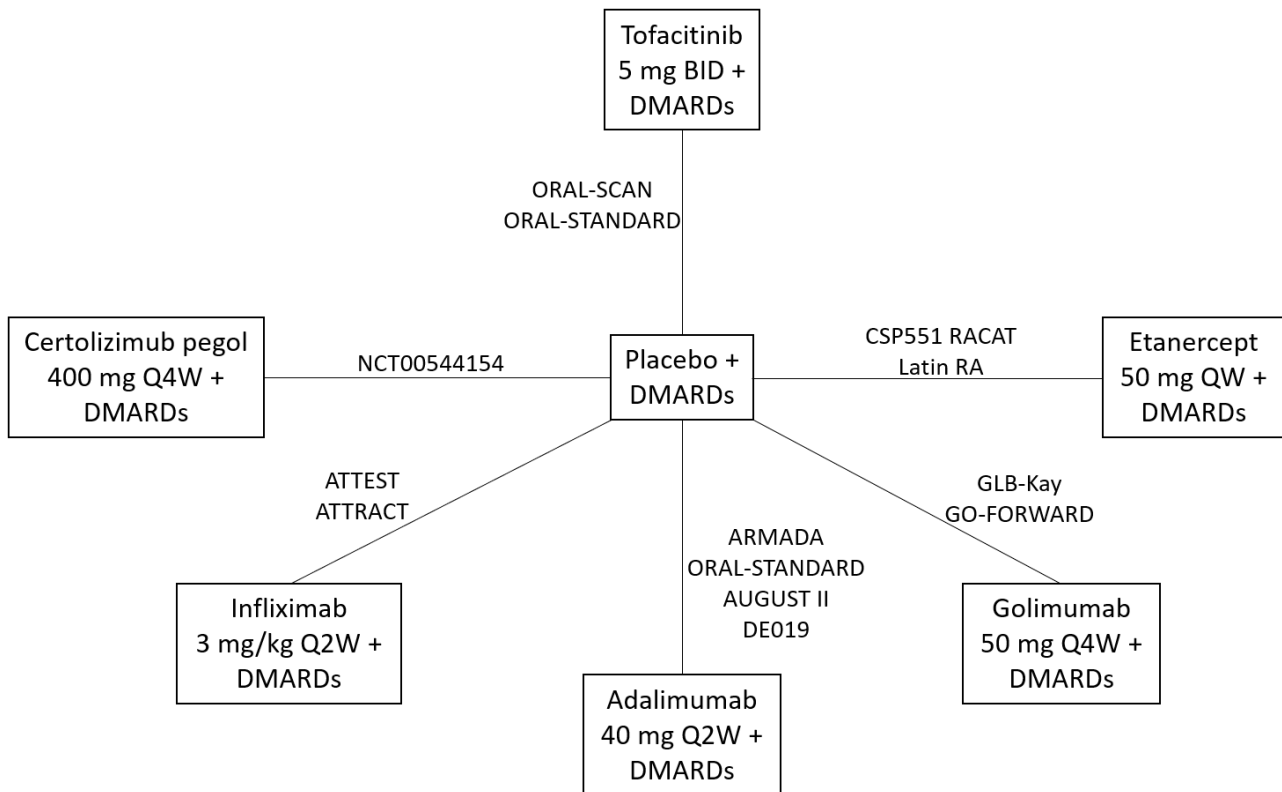 Tofacitinib
5 mg BID +
DMARDs
ORAL-SCAN
ORAL-STANDARD
Certolizimub pegol
400 mg Q4W +
DMARDs
NCT00544154
Placebo +
DMARDs
CSP551 RACAT
Latin RA
Etanercept
50 mg QW +
DMARDs
ATTEST
ATTRACT
ARMADA
ORAL-STANDARD
AUGUST II
DE019
GLB-Kay
GO-FORWARD
Infliximab
3 mg/kg Q2W +
DMARDs
Adalimumab
40 mg Q2W +
DMARDs
Golimumab
50 mg Q4W +
DMARDs